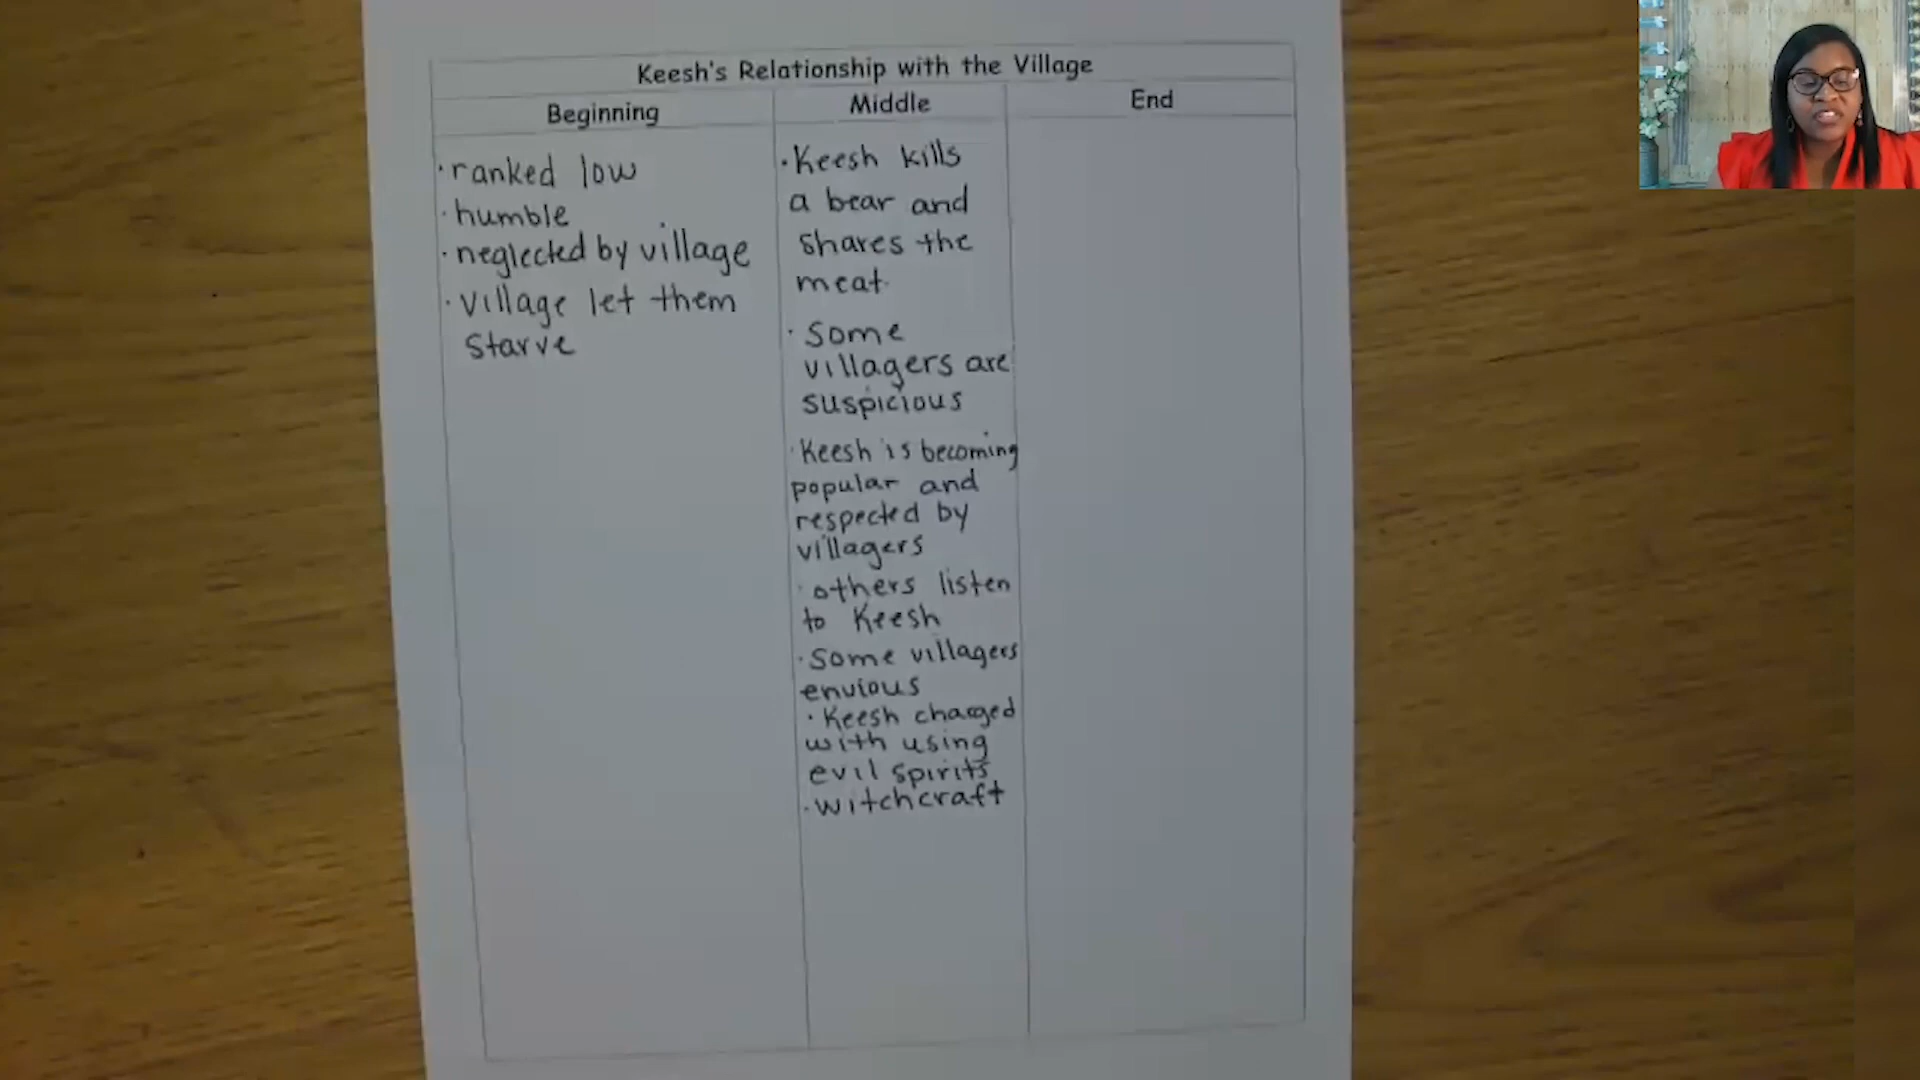 Keesh's Relationship with the Village
Beginning
Middle
End
·ranked low
·humble
·neglected by village
·village let them
starve
·Keesh kills
a bear and
shares the
meat.
·some
villagers are
suspicious
·Keesh is becoming
popular and
respected by
villagers
·others listen
to Keesh
·some villagers
envious
·Keesh charged
with using
evil spirits
·witchcraft